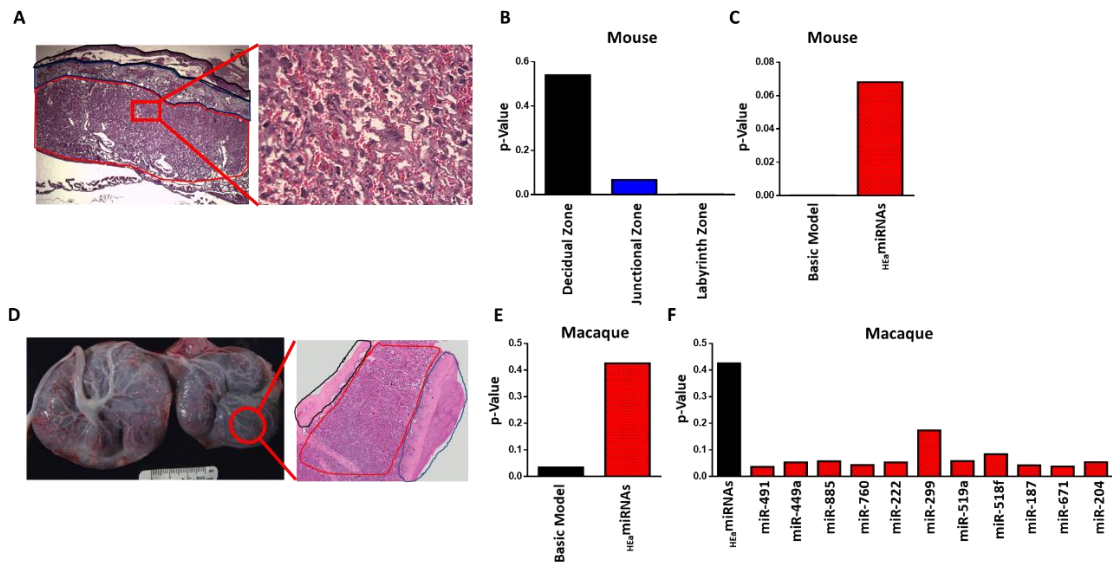 A
B
Mouse
p-Value
0.6
0.4
0.2
0.0
Decidual Zone
Junctional Zone
Labyrinth Zone
C
Mouse
p-Value
0.08
0.06
0.04
0.02
0.00
Basic Model
HEamiRNAs
D
E
Macaque
p-Value
0.5
0.4
0.3
0.2
0.1
0.0
Basic Model
HEamiRNAs
F
Macaque
p-Value
0.5
0.4
0.3
0.2
0.1
0.0
HEamiRNAs
miR-491
miR-449a
miR-885
miR-760
miR-222
miR-299
miR-519a
miR-518f
miR-187
miR-671
miR-204